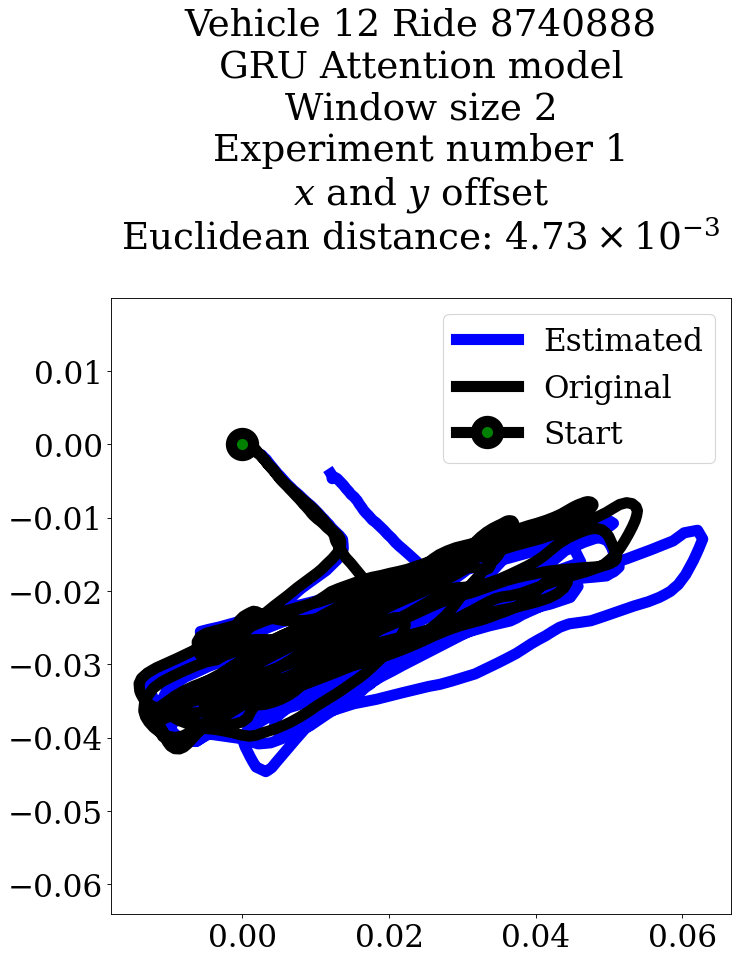 Vehicle 12 Ride 8740888
GRU Attention model
Window size 2
Experiment number 1
x and y offset
Euclidean distance: 4.73 × 10⁻³
Estimated
Original
Start
0.01
0.00
−0.01
−0.02
−0.03
−0.04
−0.05
−0.06
0.00 0.02 0.04 0.06